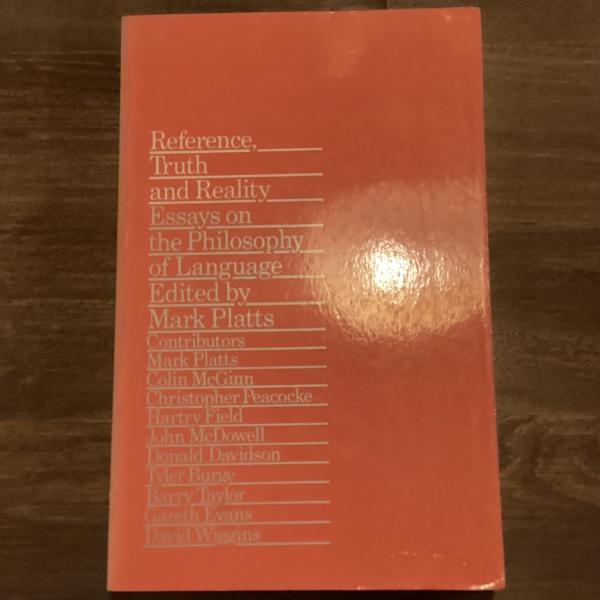 Reference,
Truth
and Reality
Essays on
the Philosophy
of Language
Edited by
Mark Platts
Contributors
Mark Platts
Colin McGinn
Christopher Peacocke
Hartry Field
John McDowell
Donald Davidson
Tyler Burge
Barry Taylor
Gareth Evans
David Wiggins